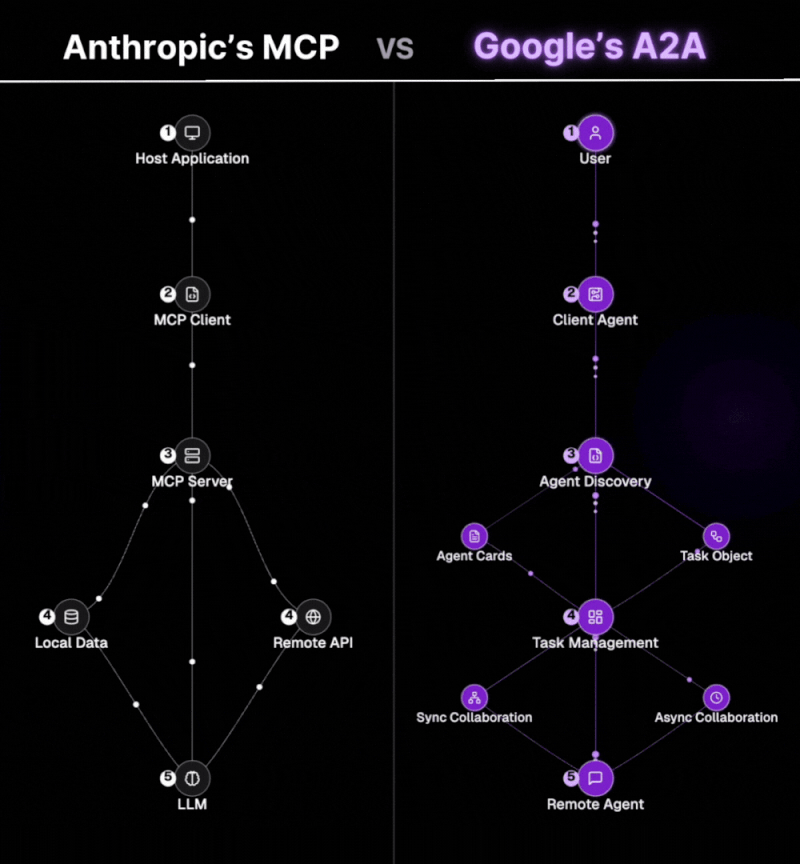 Anthropic's MCP VS Google's A2A
1
Host Application
2
MCP Client
3
MCP Server
4
Local Data
4
Remote API
5
LLM
1
User
2
Client Agent
3
Agent Discovery
Agent Cards
Task Object
4
Task Management
Sync Collaboration
Async Collaboration
5
Remote Agent